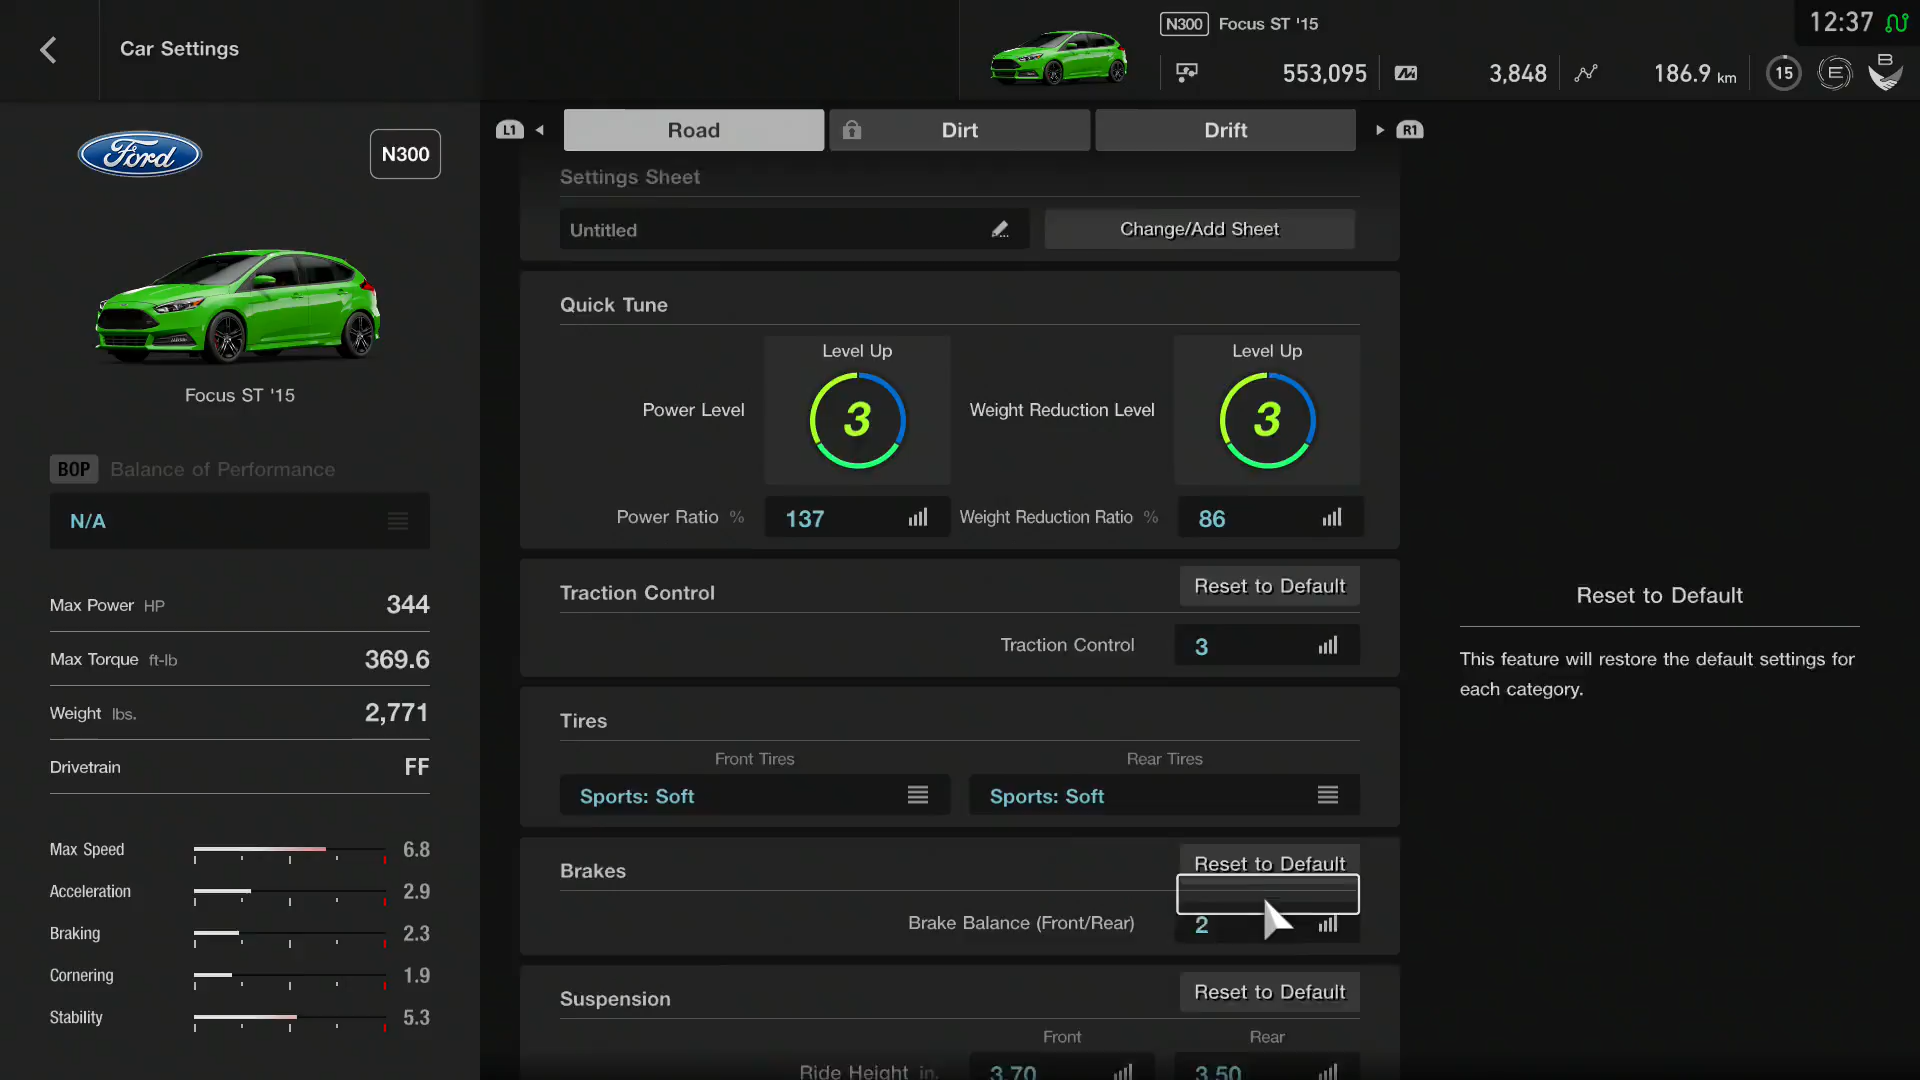 Car Settings
N300 Focus ST '15
12:37
553,095
3,848
186.9 km
15
E
B
Ford
N300
Focus ST '15
BOP Balance of Performance
N/A
Max Power HP 344
Max Torque ft-lb 369.6
Weight lbs. 2,771
Drivetrain FF
Max Speed 6.8
Acceleration 2.9
Braking 2.3
Cornering 1.9
Stability 5.3
L1 Road Dirt Drift R1
Settings Sheet
Untitled Change/Add Sheet
Quick Tune
Level Up Level Up
Power Level 3 Weight Reduction Level 3
Power Ratio % 137 Weight Reduction Ratio % 86
Traction Control Reset to Default
Traction Control 3
Tires
Front Tires Rear Tires
Sports: Soft Sports: Soft
Brakes Reset to Default
Brake Balance (Front/Rear) 2
Suspension Reset to Default
Front Rear
Ride Height in. 3.70 3.50
Reset to Default
This feature will restore the default settings for
each category.